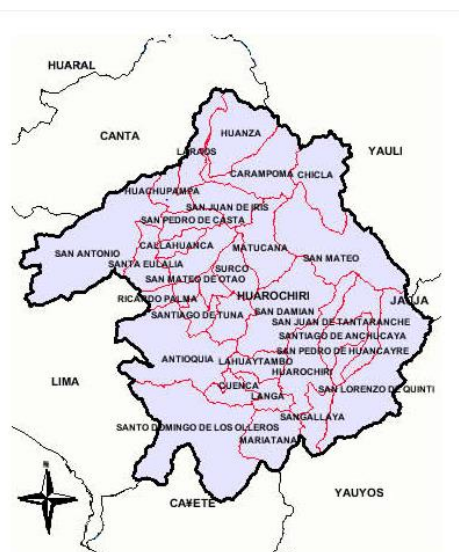 HUARAL
CANTA
HUANZA
LARAOS
YAULI
CARAMPOMA
CHICLA
HUACHUPAMPA
SAN JUAN DE IRIS
SAN PEDRO DE CASTA
CALLAHUANCA
MATUCANA
SAN ANTONIO
SANTA EULALIA
SAN MATEO
SURCO
SAN MATEO DE OTAO
RICARDO PALMA
HUAROCHIRI
JAUJA
SANTIAGO DE TUNA
SAN DAMIAN
SAN JUAN DE TANTARANCHE
SANTIAGO DE ANCHUCAYA
SAN PEDRO DE HUANCAYRE
ANTIOQUIA
LAHUAYTAMBO
HUAROCHIRI
LIMA
CUENCA
SAN LORENZO DE QUINTI
LANGA
SANGALLAYA
SANTO DOMINGO DE LOS OLLEROS
MARIATANA
YAUYOS
CA¥ETE